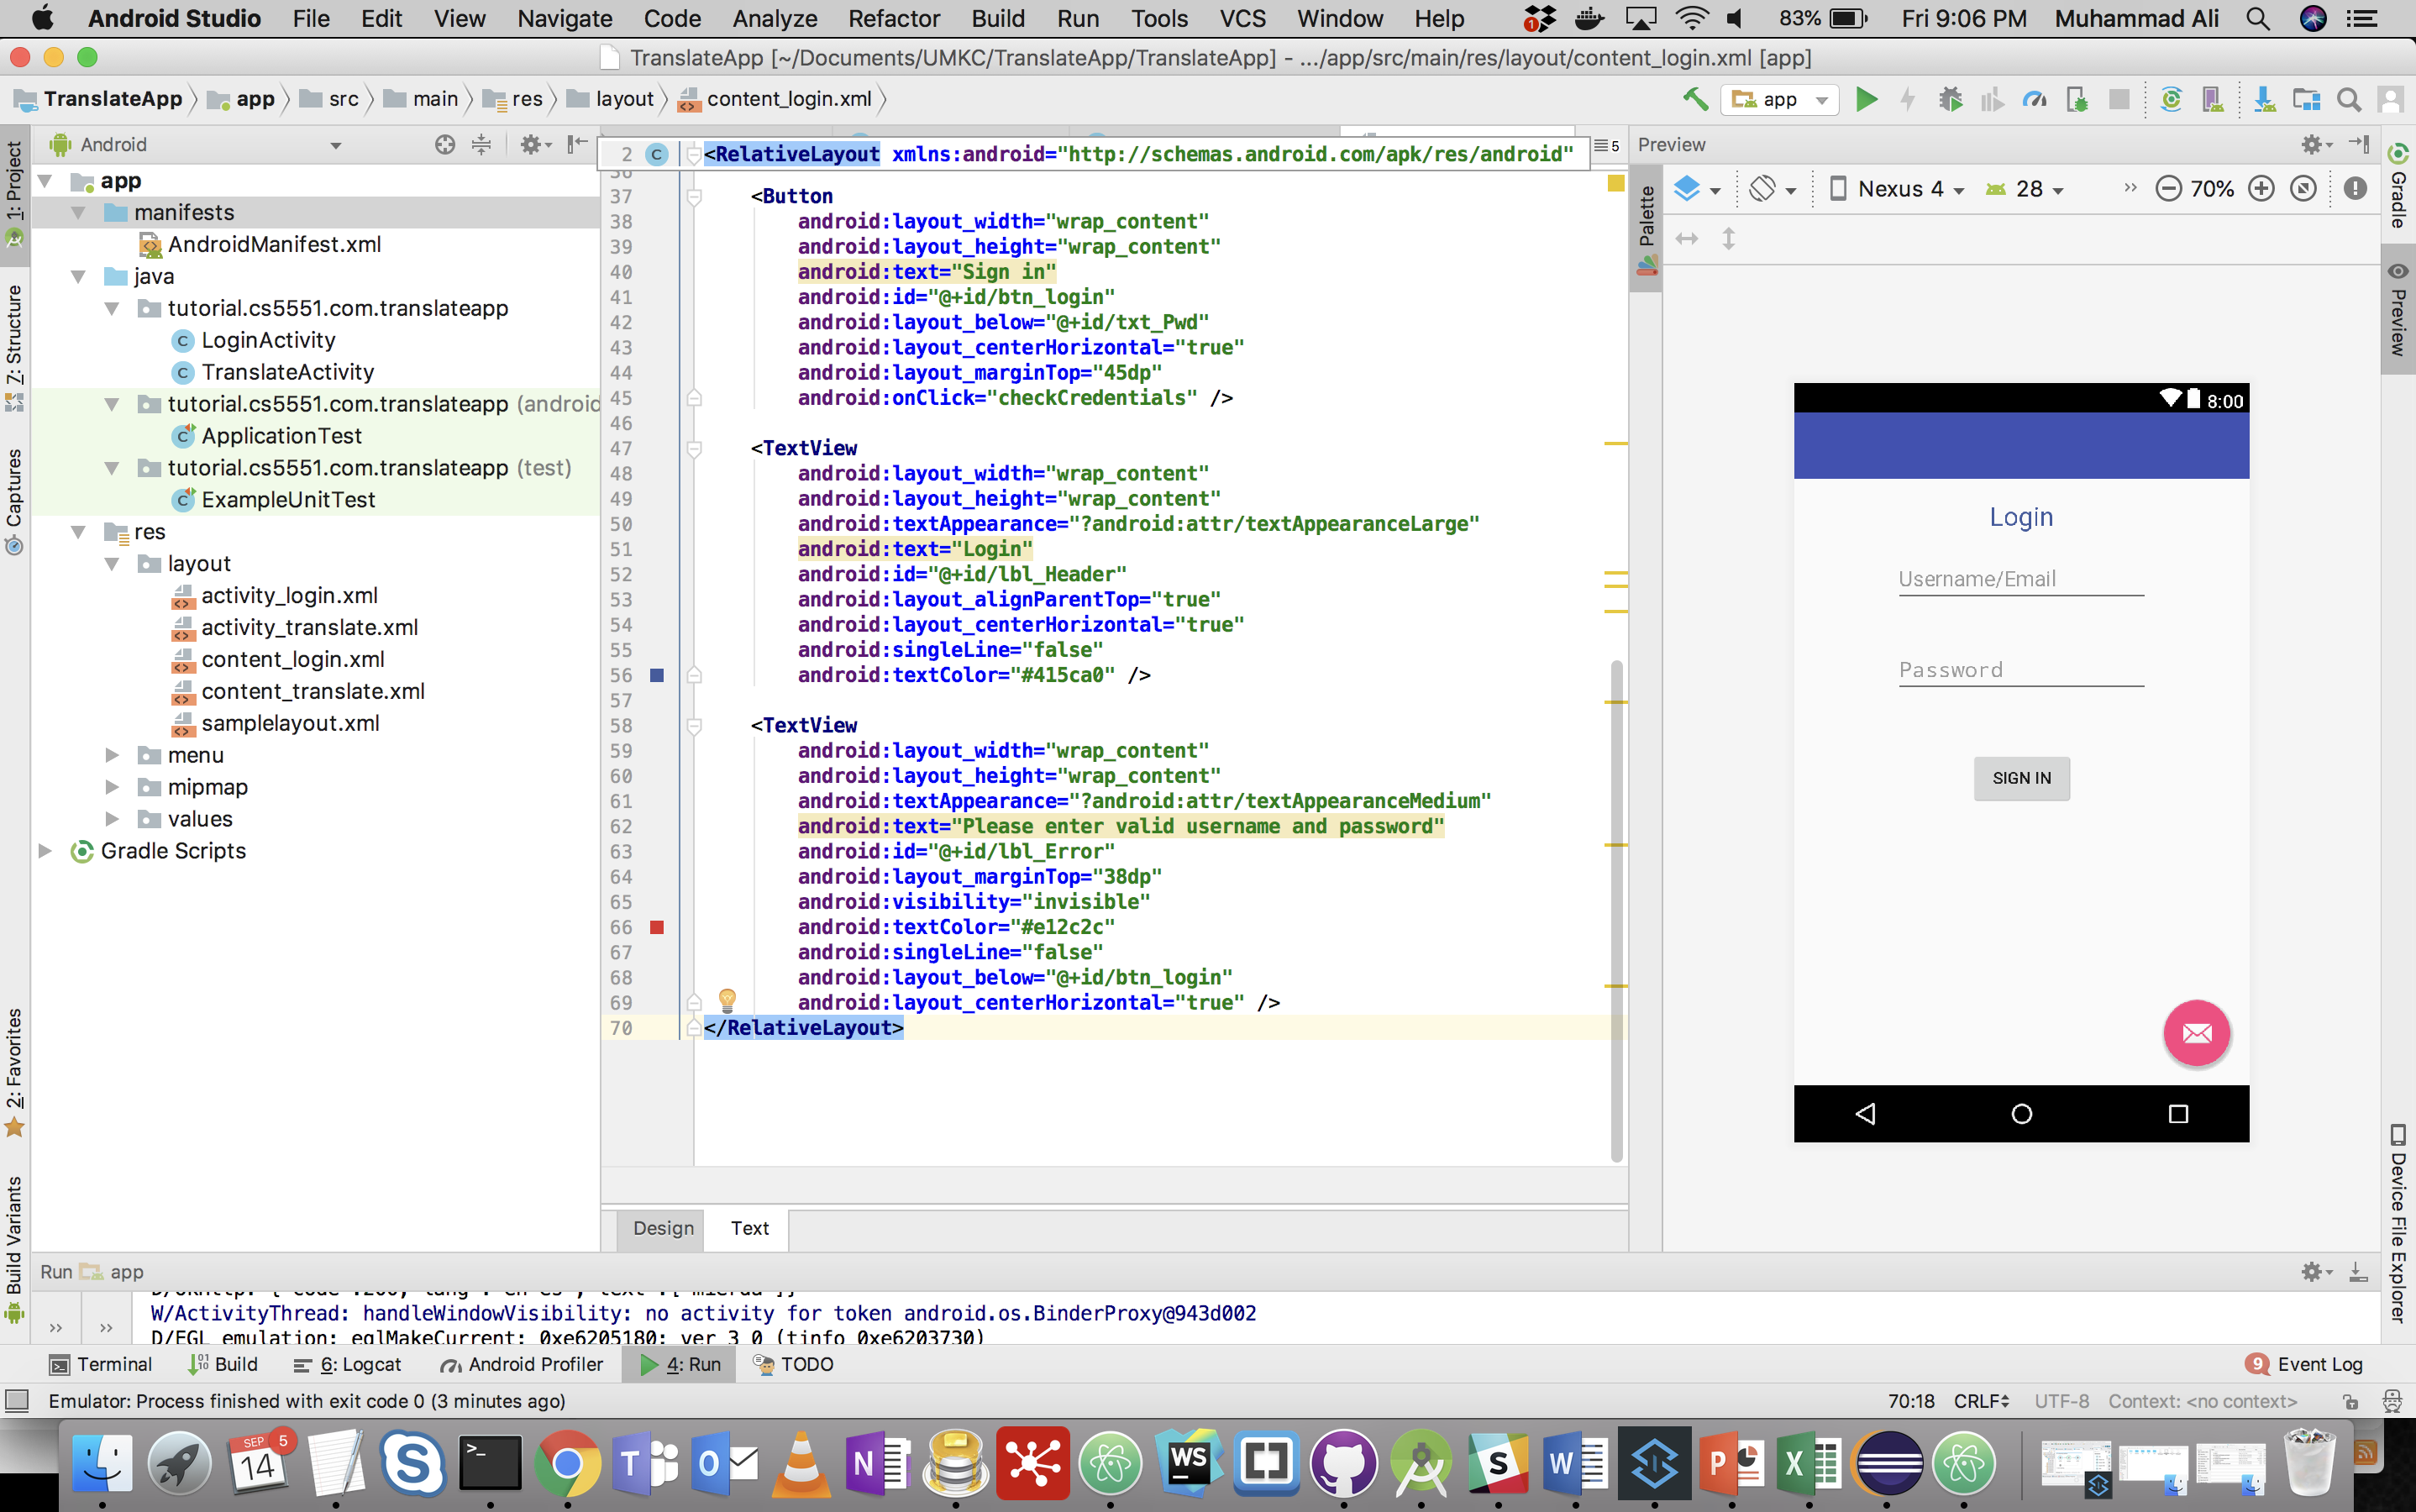 Android Studio File Edit View Navigate Code Analyze Refactor Build Run Tools VCS Window Help 83% Fri 9:06 PM Muhammad Ali
TranslateApp [~/Documents/UMKC/TranslateApp/TranslateApp] - .../app/src/main/res/layout/content_login.xml [app]
TranslateApp app src main res layout content_login.xml app
1: Project
7: Structure
Captures
2: Favorites
Build Variants
Android
app
manifests
AndroidManifest.xml
java
tutorial.cs5551.com.translateapp
LoginActivity
TranslateActivity
tutorial.cs5551.com.translateapp (android
ApplicationTest
tutorial.cs5551.com.translateapp (test)
ExampleUnitTest
res
layout
activity_login.xml
activity_translate.xml
content_login.xml
content_translate.xml
samplelayout.xml
menu
mipmap
values
Gradle Scripts
2 C <RelativeLayout xmlns:android="http://schemas.android.com/apk/res/android" 5
36
37 <Button
38 android:layout_width="wrap_content"
39 android:layout_height="wrap_content"
40 android:text="Sign in"
41 android:id="@+id/btn_login"
42 android:layout_below="@+id/txt_Pwd"
43 android:layout_centerHorizontal="true"
44 android:layout_marginTop="45dp"
45 android:onClick="checkCredentials" />
46
47 <TextView
48 android:layout_width="wrap_content"
49 android:layout_height="wrap_content"
50 android:textAppearance="?android:attr/textAppearanceLarge"
51 android:text="Login"
52 android:id="@+id/lbl_Header"
53 android:layout_alignParentTop="true"
54 android:layout_centerHorizontal="true"
55 android:singleLine="false"
56 android:textColor="#415ca0" />
57
58 <TextView
59 android:layout_width="wrap_content"
60 android:layout_height="wrap_content"
61 android:textAppearance="?android:attr/textAppearanceMedium"
62 android:text="Please enter valid username and password"
63 android:id="@+id/lbl_Error"
64 android:layout_marginTop="38dp"
65 android:visibility="invisible"
66 android:textColor="#e12c2c"
67 android:singleLine="false"
68 android:layout_below="@+id/btn_login"
69 android:layout_centerHorizontal="true" />
70 </RelativeLayout>
Design Text
Preview
Palette
Nexus 4 28 70%
8:00
Login
Username/Email
Password
SIGN IN
Gradle
Preview
Device File Explorer
Run app
D/OkHttp: {"code":200,"lang":"en-es","text":["mierda"]}
W/ActivityThread: handleWindowVisibility: no activity for token android.os.BinderProxy@943d002
D/EGL_emulation: eglMakeCurrent: 0xe6205180: ver 3 0 (tinfo 0xe6203730)
Terminal Build 6: Logcat Android Profiler 4: Run TODO 9 Event Log
Emulator: Process finished with exit code 0 (3 minutes ago) 70:18 CRLF UTF-8 Context: <no context>
SEP 14 5 S >_ T O N WS S W P X